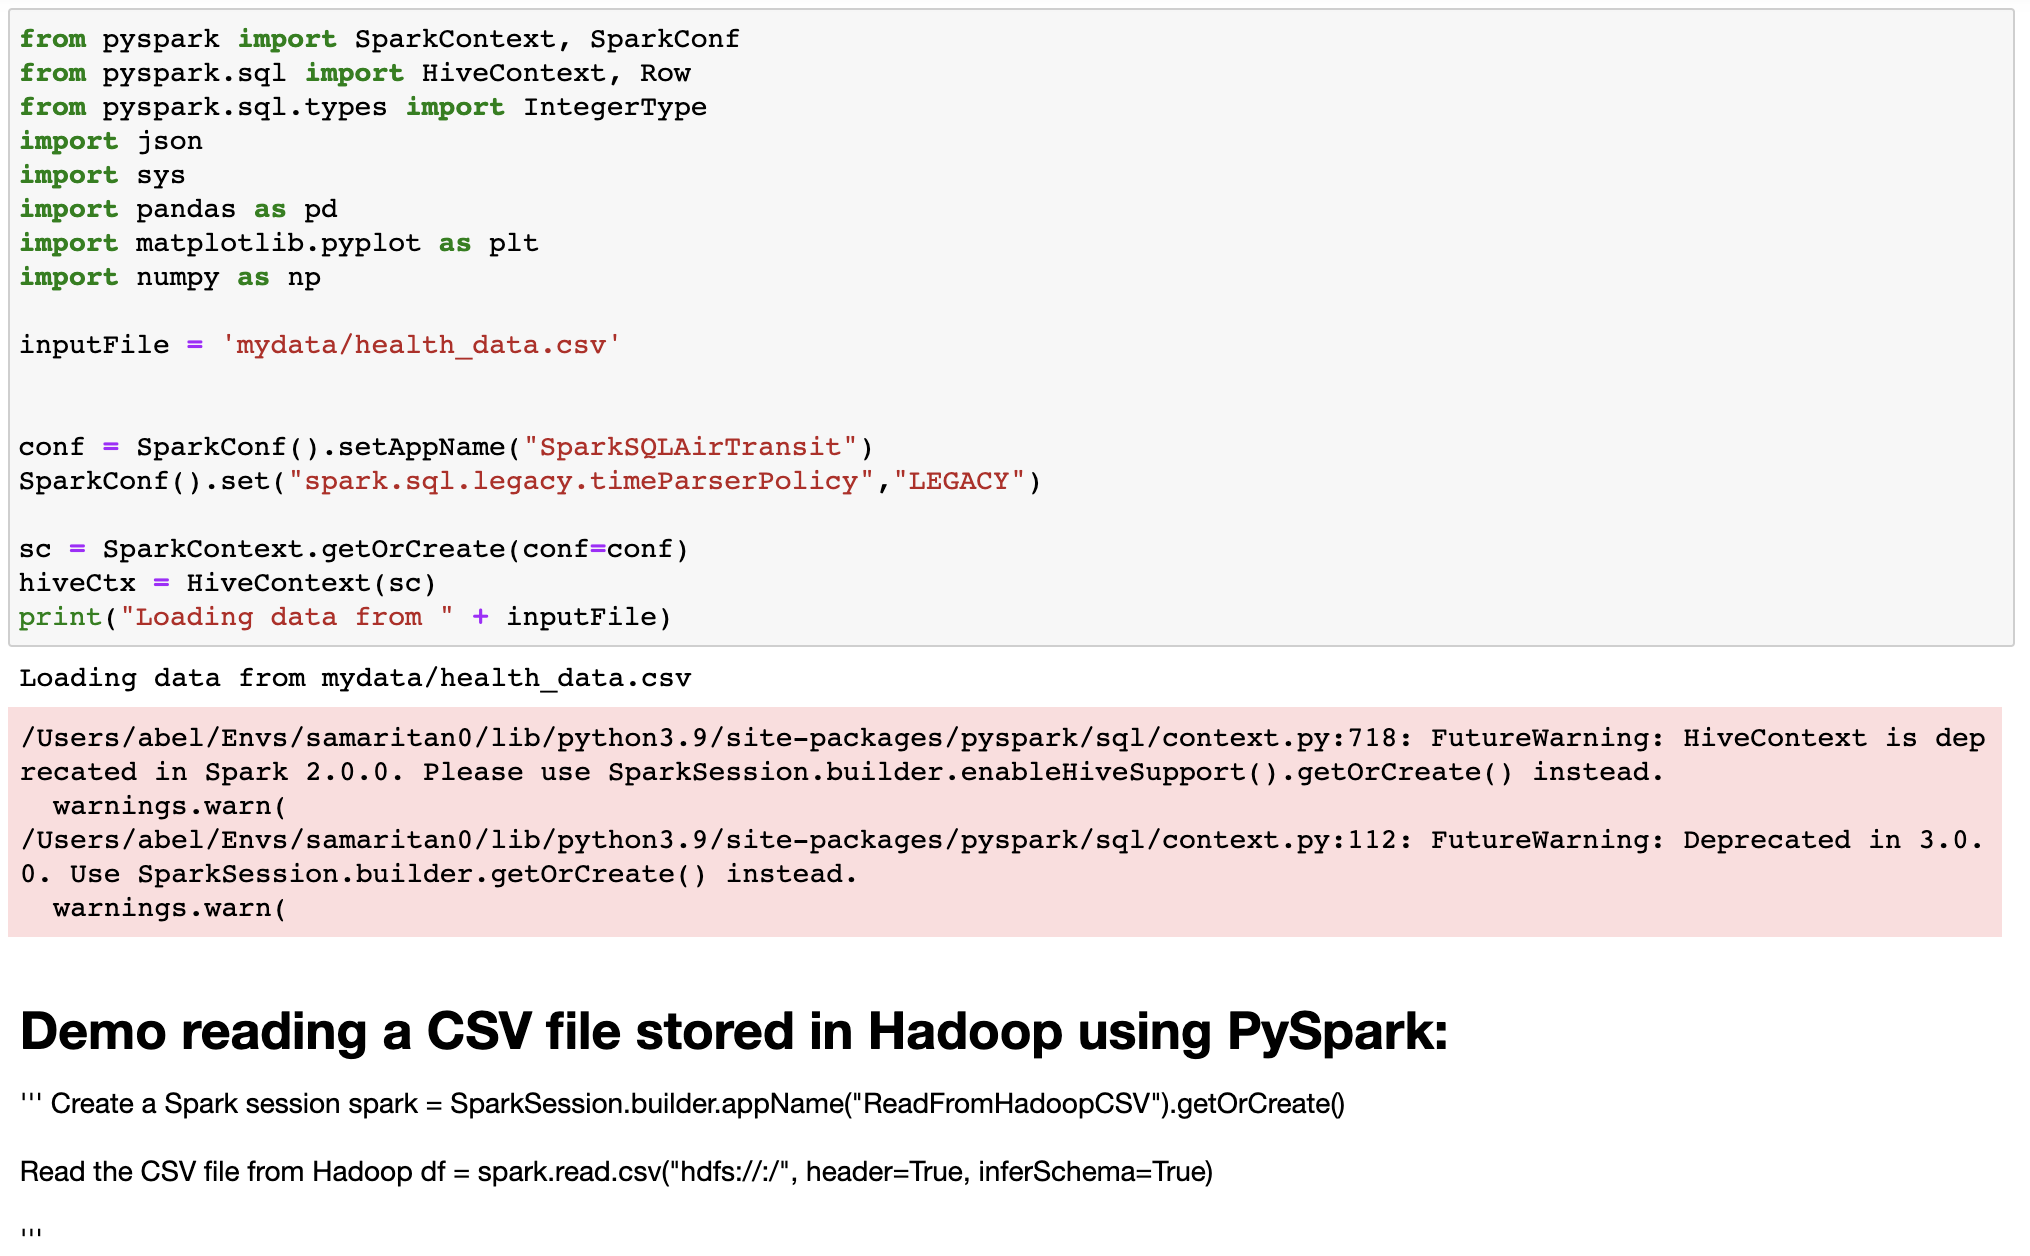 from pyspark import SparkContext, SparkConf
from pyspark.sql import HiveContext, Row
from pyspark.sql.types import IntegerType
import json
import sys
import pandas as pd
import matplotlib.pyplot as plt
import numpy as np

inputFile = 'mydata/health_data.csv'


conf = SparkConf().setAppName("SparkSQLAirTransit")
SparkConf().set("spark.sql.legacy.timeParserPolicy","LEGACY")

sc = SparkContext.getOrCreate(conf=conf)
hiveCtx = HiveContext(sc)
print("Loading data from " + inputFile)
Loading data from mydata/health_data.csv
/Users/abel/Envs/samaritan0/lib/python3.9/site-packages/pyspark/sql/context.py:718: FutureWarning: HiveContext is dep
recated in Spark 2.0.0. Please use SparkSession.builder.enableHiveSupport().getOrCreate() instead.
  warnings.warn(
/Users/abel/Envs/samaritan0/lib/python3.9/site-packages/pyspark/sql/context.py:112: FutureWarning: Deprecated in 3.0.
0. Use SparkSession.builder.getOrCreate() instead.
  warnings.warn(
Demo reading a CSV file stored in Hadoop using PySpark:
''' Create a Spark session spark = SparkSession.builder.appName("ReadFromHadoopCSV").getOrCreate()
Read the CSV file from Hadoop df = spark.read.csv("hdfs://:/", header=True, inferSchema=True)
'''